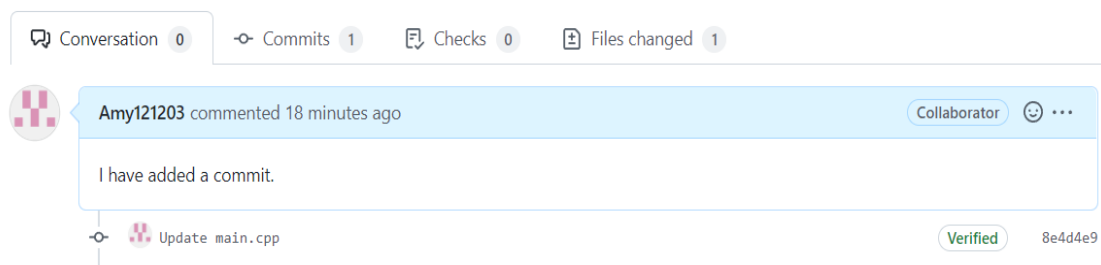 Conversation 0 Commits 1 Checks 0 Files changed 1
Amy121203 commented 18 minutes ago Collaborator
I have added a commit.
Update main.cpp Verified 8e4d4e9